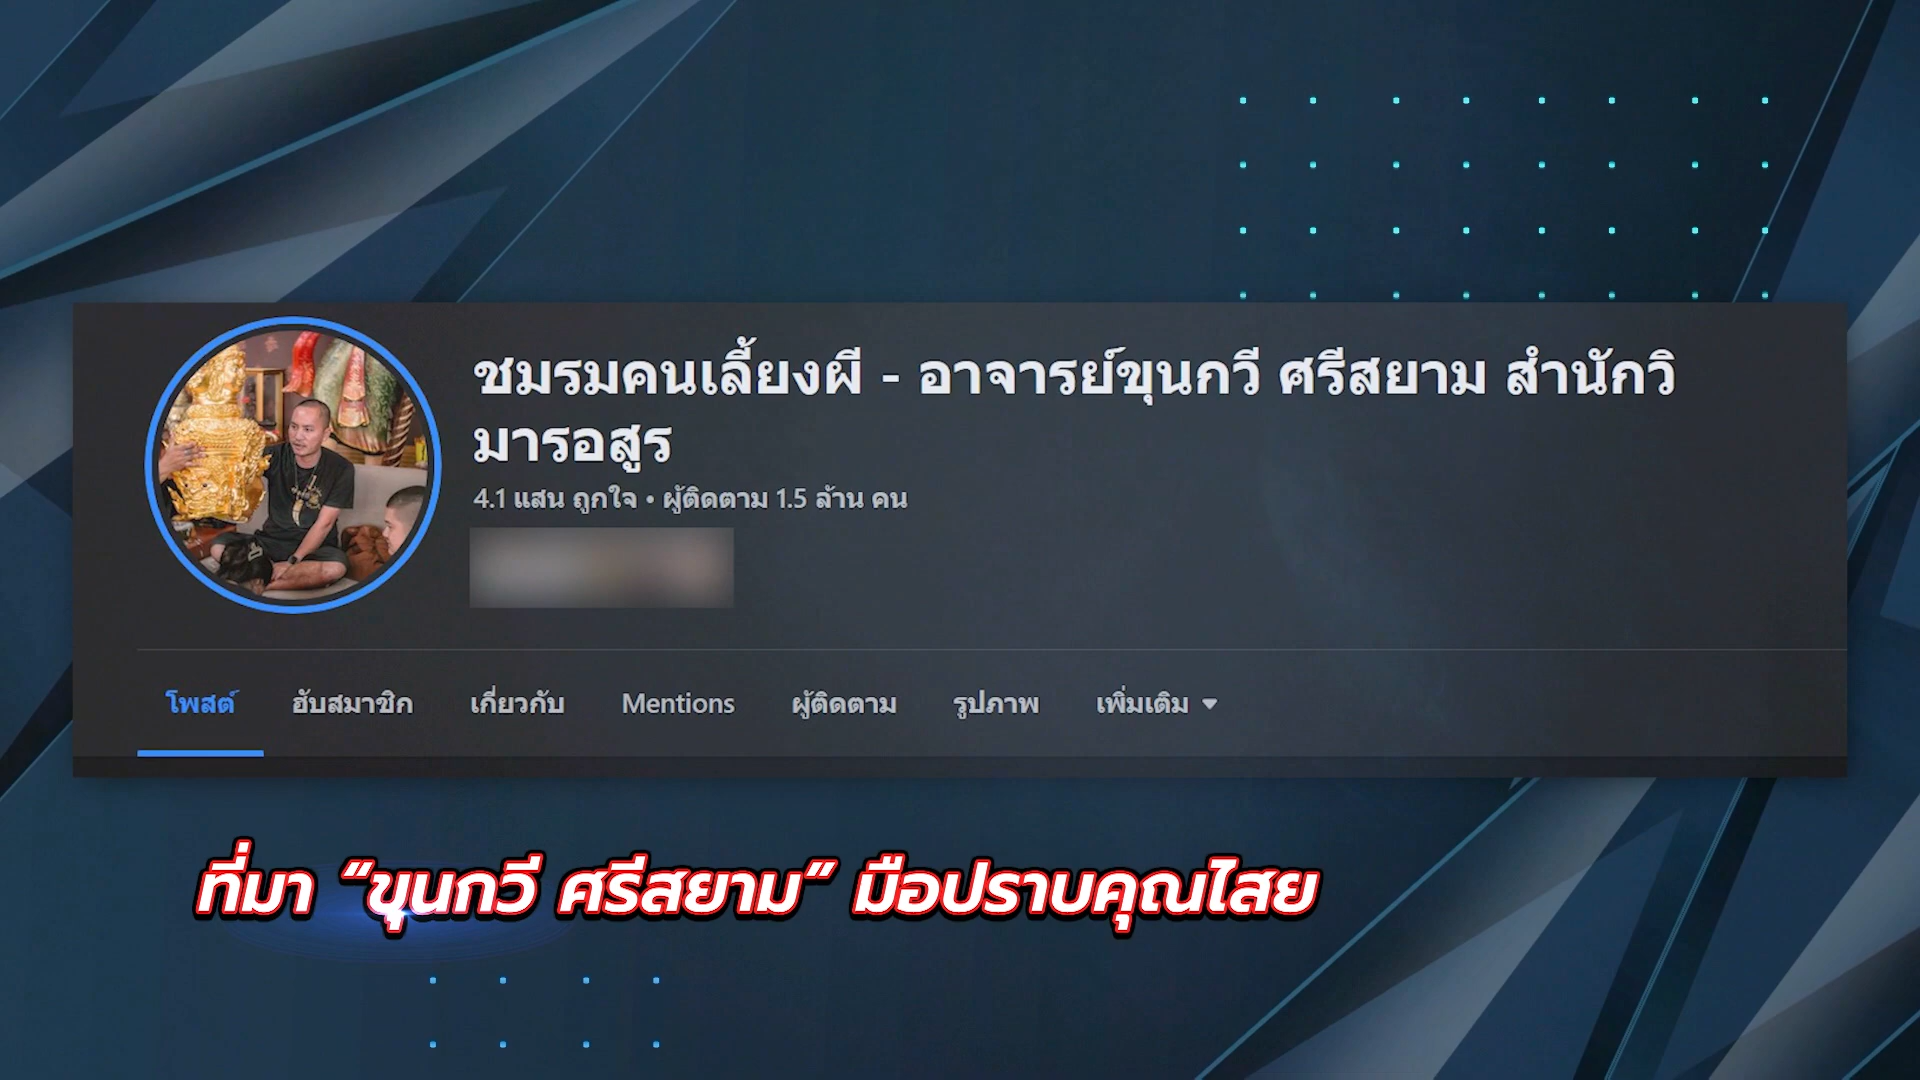 ชมรมคนเลี้ยงผี - อาจารย์ขุนกวี ศรีสยาม สำนักวิ
มารอสูร
4.1 แสน ถูกใจ • ผู้ติดตาม 1.5 ล้าน คน
โพสต์ ฮับสมาชิก เกี่ยวกับ Mentions ผู้ติดตาม รูปภาพ เพิ่มเติม
ที่มา “ขุนกวี ศรีสยาม” มือปราบคุณไสย